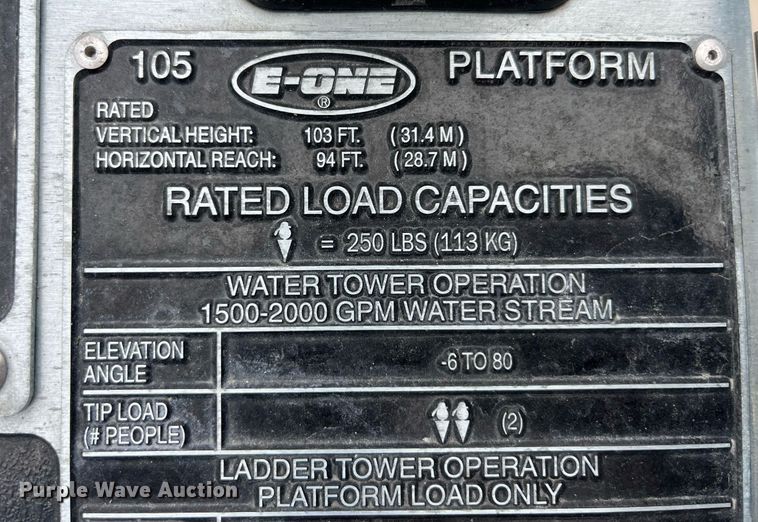 105 E-ONE ® PLATFORM
RATED
VERTICAL HEIGHT: 103 FT. (31.4 M)
HORIZONTAL REACH: 94 FT. (28.7 M)
RATED LOAD CAPACITIES
= 250 LBS (113 KG)
WATER TOWER OPERATION
1500-2000 GPM WATER STREAM
ELEVATION
ANGLE
-6 TO 80
TIP LOAD
(# PEOPLE)
(2)
LADDER TOWER OPERATION
PLATFORM LOAD ONLY
Purple Wave Auction